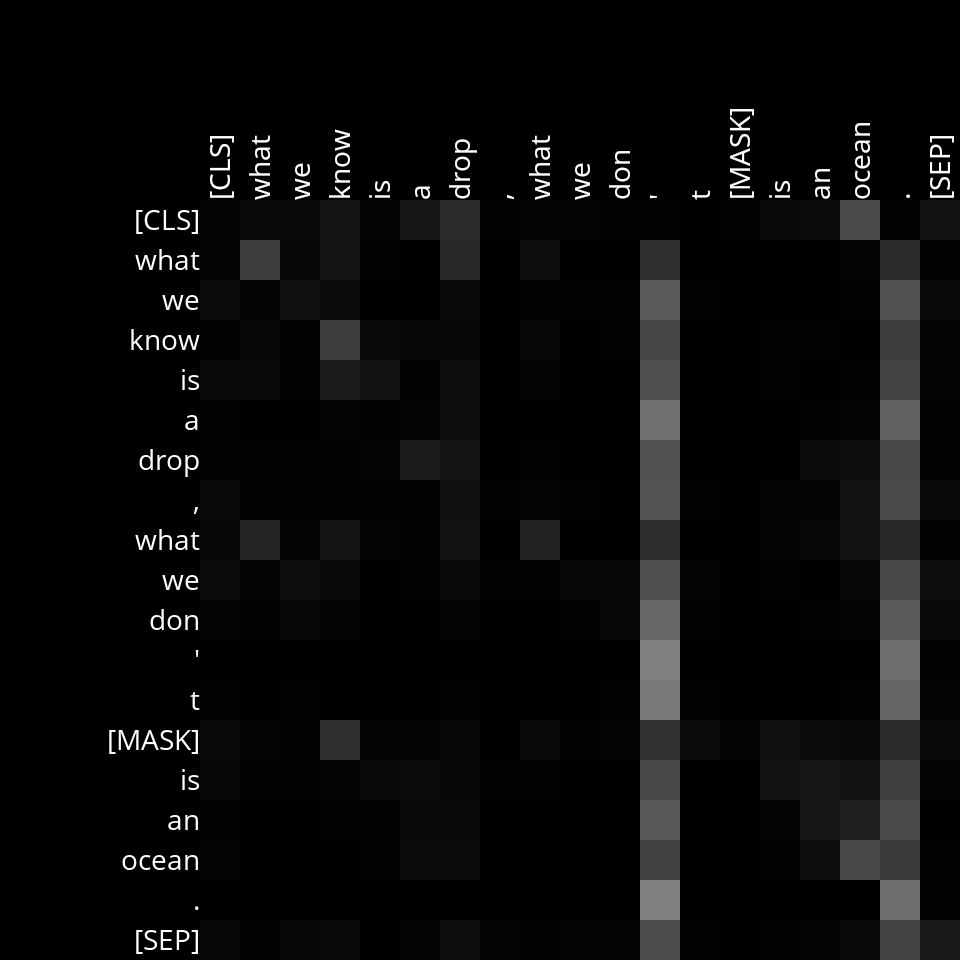 [CLS] what we know is a drop , what we don ' t [MASK] is an ocean . [SEP]
[CLS]
what
we
know
is
a
drop
,
what
we
don
'
t
[MASK]
is
an
ocean
.
[SEP]